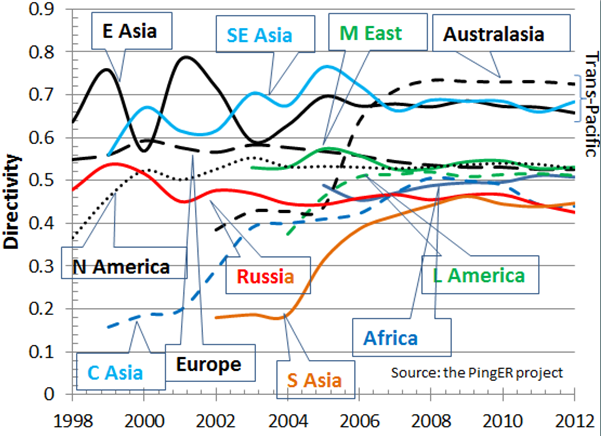 0.9
0.8
0.7
0.6
0.5
0.4
0.3
0.2
0.1
0
Directivity
E Asia
SE Asia
M East
Australasia
Trans-Pacific
N America
Russia
L America
C Asia
Europe
S Asia
Africa
Source: the PingER project
1998 2000 2002 2004 2006 2008 2010 2012